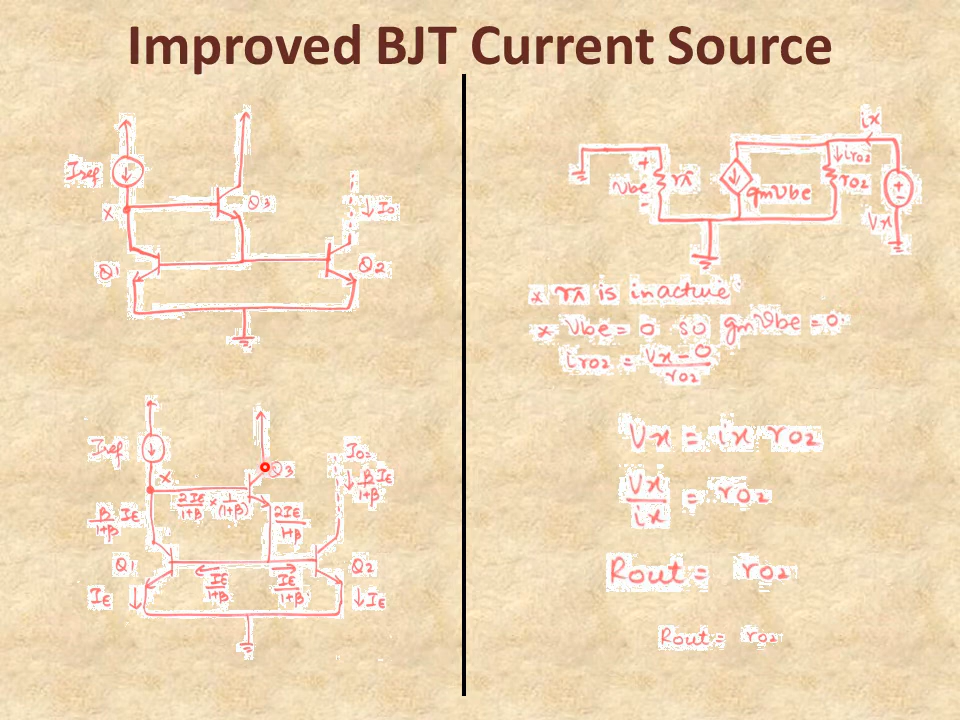 Improved BJT Current Source
Iref
X
Q3
↓ Io
Q1
Q2
Iref
X
Q3
Io=
↓ β/(1+β) IE
β/(1+β) IE
2IE/(1+β) × 1/(1+β)
2IE/(1+β)
Q1
Q2
IE/(1+β)
IE/(1+β)
IE ↓
↓ IE
ix
+
vbe
-
rπ
gmvbe
↓ iro2
ro2
+
-
Vx
× rπ is inactive
× vbe = 0 so gmvbe = 0
iro2 = (Vx - 0)/ro2
Vx = ix ro2
Vx/ix = ro2
Rout = ro2
Rout = ro2